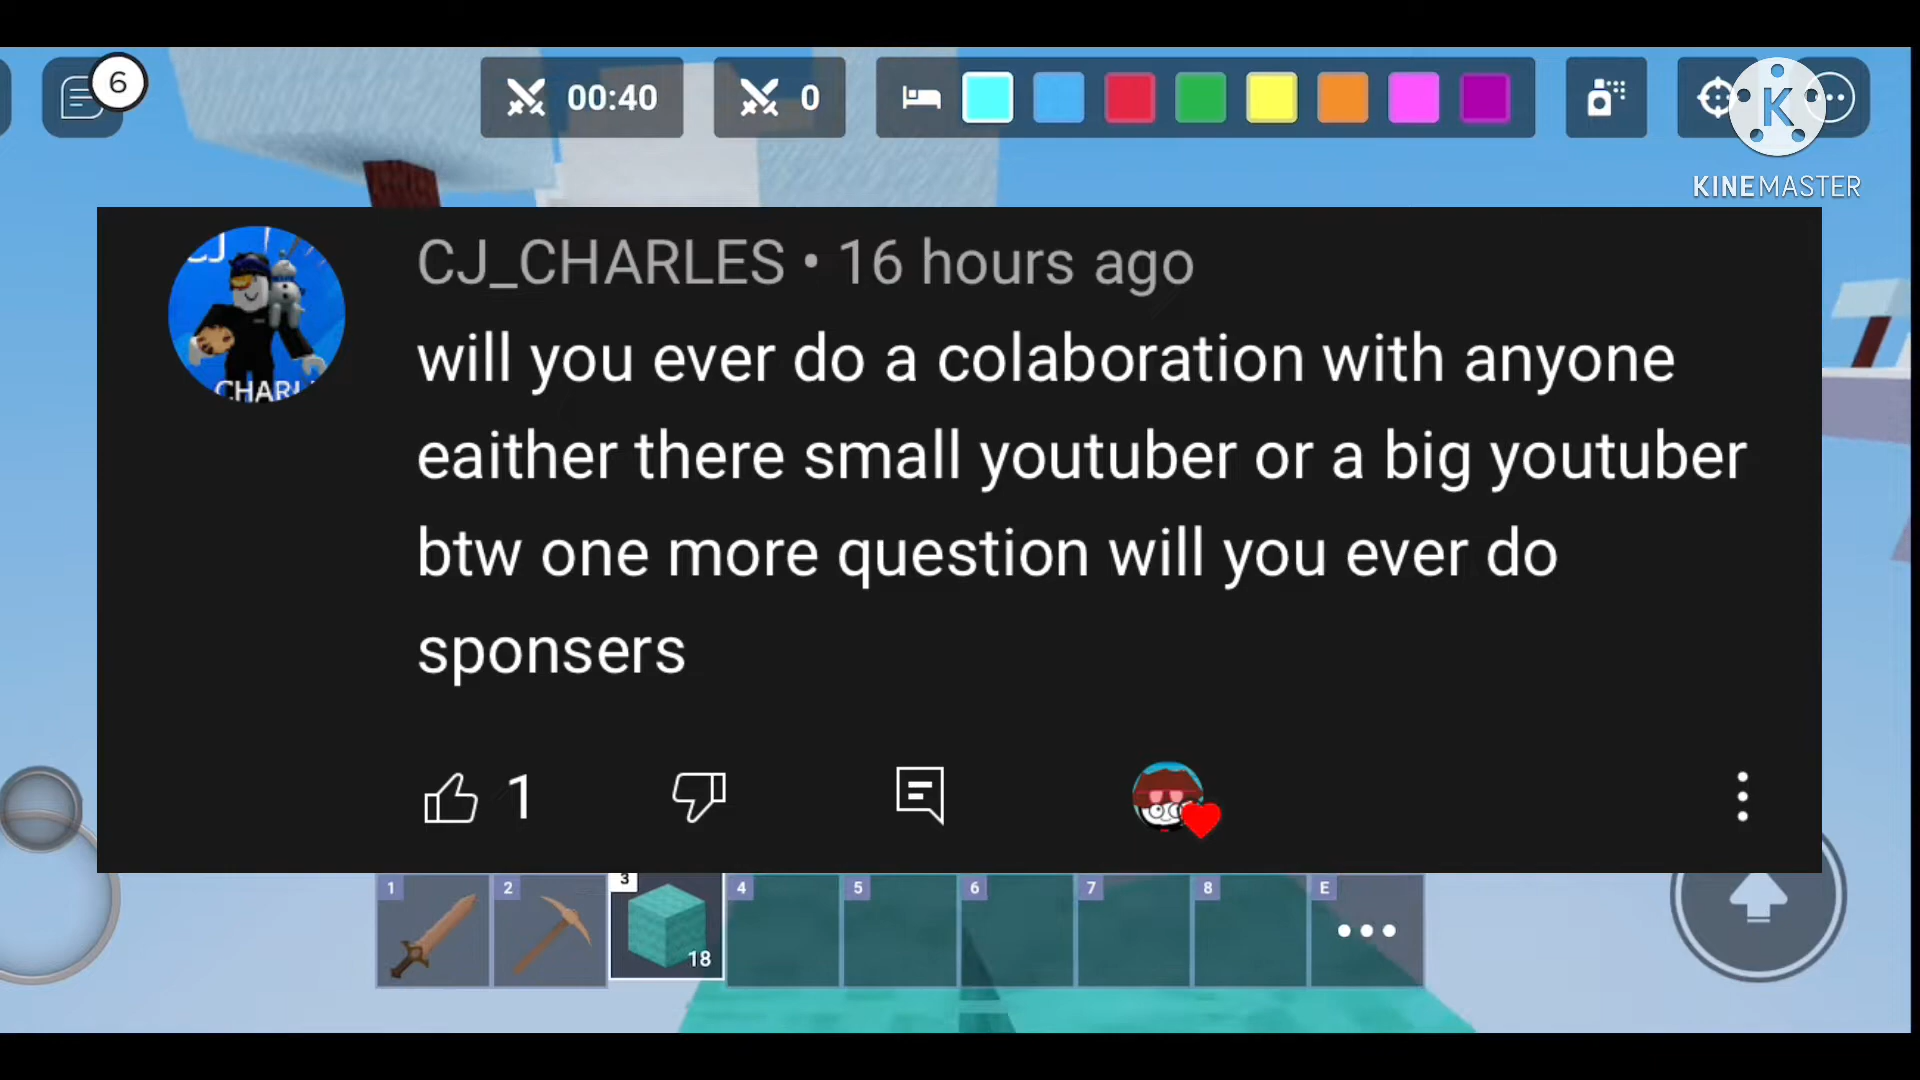 6
00:40
0
K
KINEMASTER
CJ
CHARL
CJ_CHARLES • 16 hours ago
will you ever do a colaboration with anyone
eaither there small youtuber or a big youtuber
btw one more question will you ever do
sponsers
1
1 2 3 4 5 6 7 8 E
18